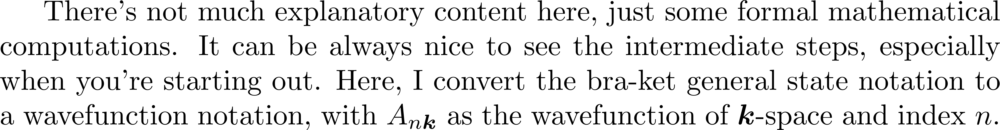 There's not much explanatory content here, just some formal mathematical
computations. It can be always nice to see the intermediate steps, especially
when you're starting out. Here, I convert the bra-ket general state notation to
a wavefunction notation, with $A_{n\boldsymbol{k}}$ as the wavefunction of $\boldsymbol{k}$-space and index $n$.